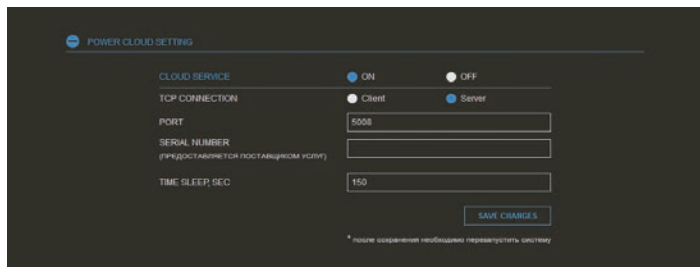 POWER CLOUD SETTING
CLOUD SERVICE ON OFF
TCP CONNECTION Client Server
PORT 5008
SERIAL NUMBER
(ПРЕДОСТАВЛЯЕТСЯ ПОСТАВЩИКОМ УСЛУГ)
TIME SLEEP, SEC 150
SAVE CHANGES
* после сохранения необходимо перезапустить систему